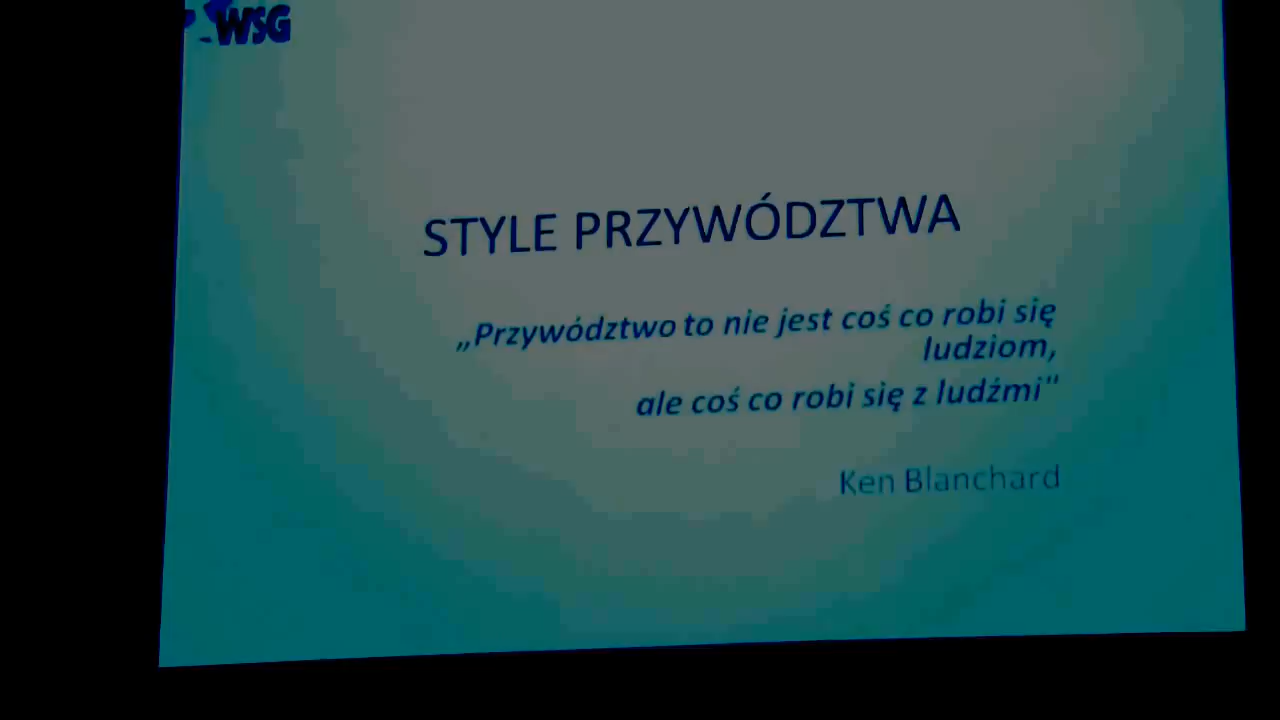 WSG
STYLE PRZYWÓDZTWA
„Przywództwo to nie jest coś co robi się
ludziom,
ale coś co robi się z ludźmi"
Ken Blanchard